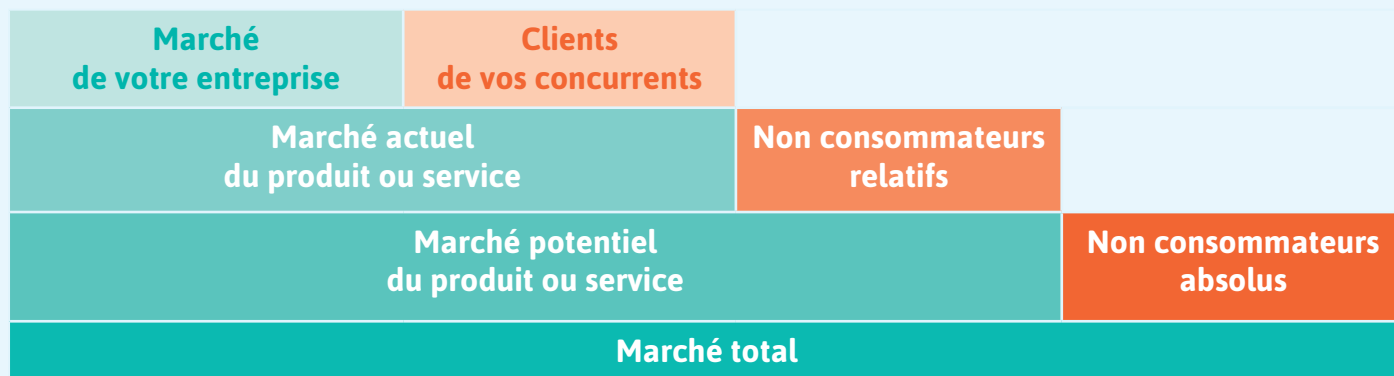 Marché
de votre entreprise
Clients
de vos concurrents
Marché actuel
du produit ou service
Non consommateurs
relatifs
Marché potentiel
du produit ou service
Non consommateurs
absolus
Marché total